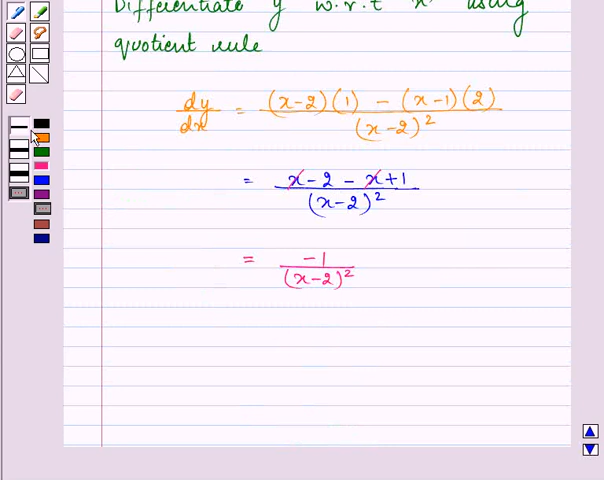 Differentiate y w.r.t x using
quotient rule
dy/dx = (x-2)(1) - (x-1)(2) / (x-2)²
= x-2-x+1 / (x-2)²
= -1 / (x-2)²